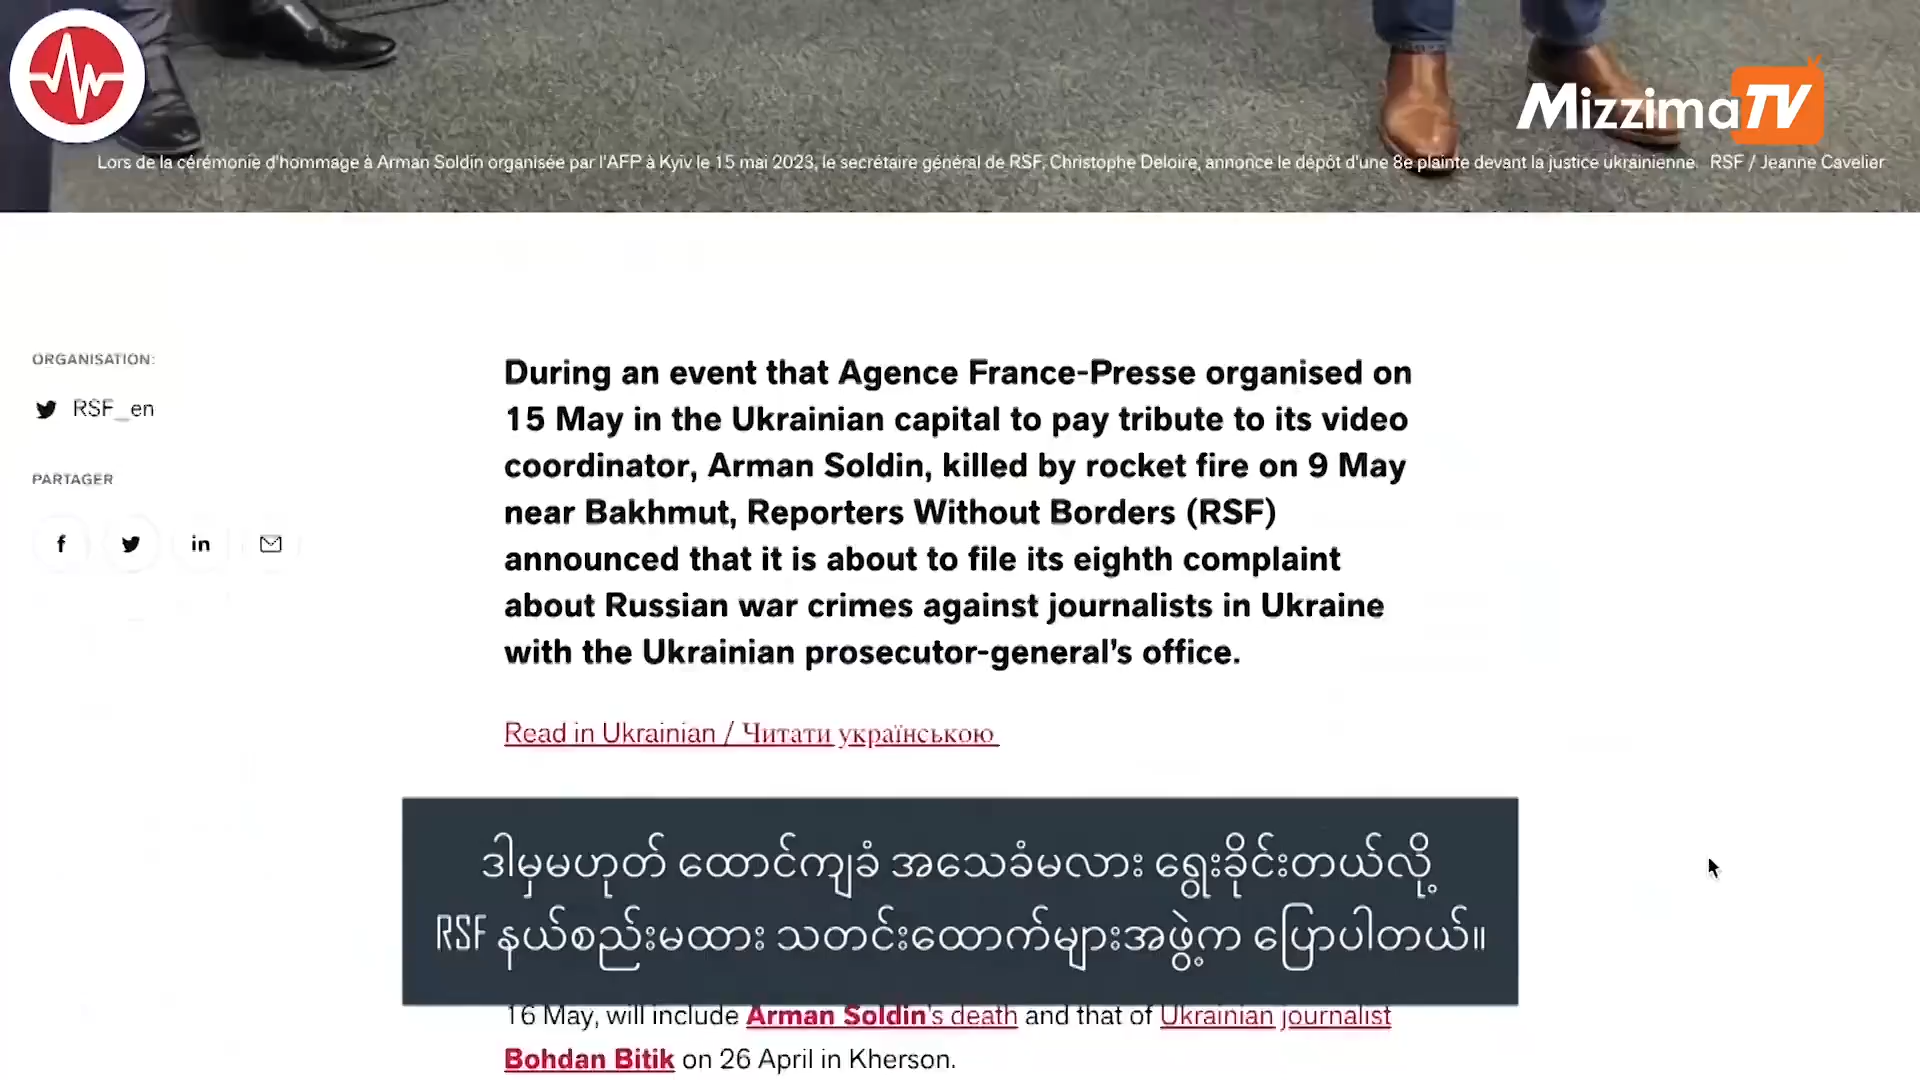 MizzimaTV
Lors de la cérémonie d'hommage à Arman Soldin organisée par l'AFP à Kyiv le 15 mai 2023, le secrétaire général de RSF, Christophe Deloire, annonce le dépôt d'une 8e plainte devant la justice ukrainienne. RSF / Jeanne Cavelier
ORGANISATION:
RSF_en
PARTAGER
f
in
During an event that Agence France-Presse organised on
15 May in the Ukrainian capital to pay tribute to its video
coordinator, Arman Soldin, killed by rocket fire on 9 May
near Bakhmut, Reporters Without Borders (RSF)
announced that it is about to file its eighth complaint
about Russian war crimes against journalists in Ukraine
with the Ukrainian prosecutor-general’s office.
Read in Ukrainian / Читати українською
ဒါမှမဟုတ် ထောင်ကျခံ အသေခံမလား ရွေးခိုင်းတယ်လို့
RSF နယ်စည်းမထား သတင်းထောက်များအဖွဲ့က ပြောပါတယ်။
16 May, will include Arman Soldin's death and that of Ukrainian journalist
Bohdan Bitik on 26 April in Kherson.